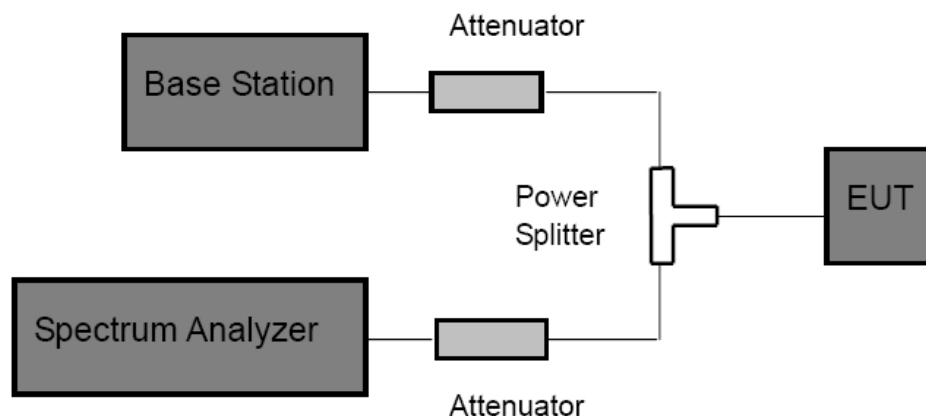 Attenuator
Base Station
Power
Splitter
EUT
Spectrum Analyzer
Attenuator